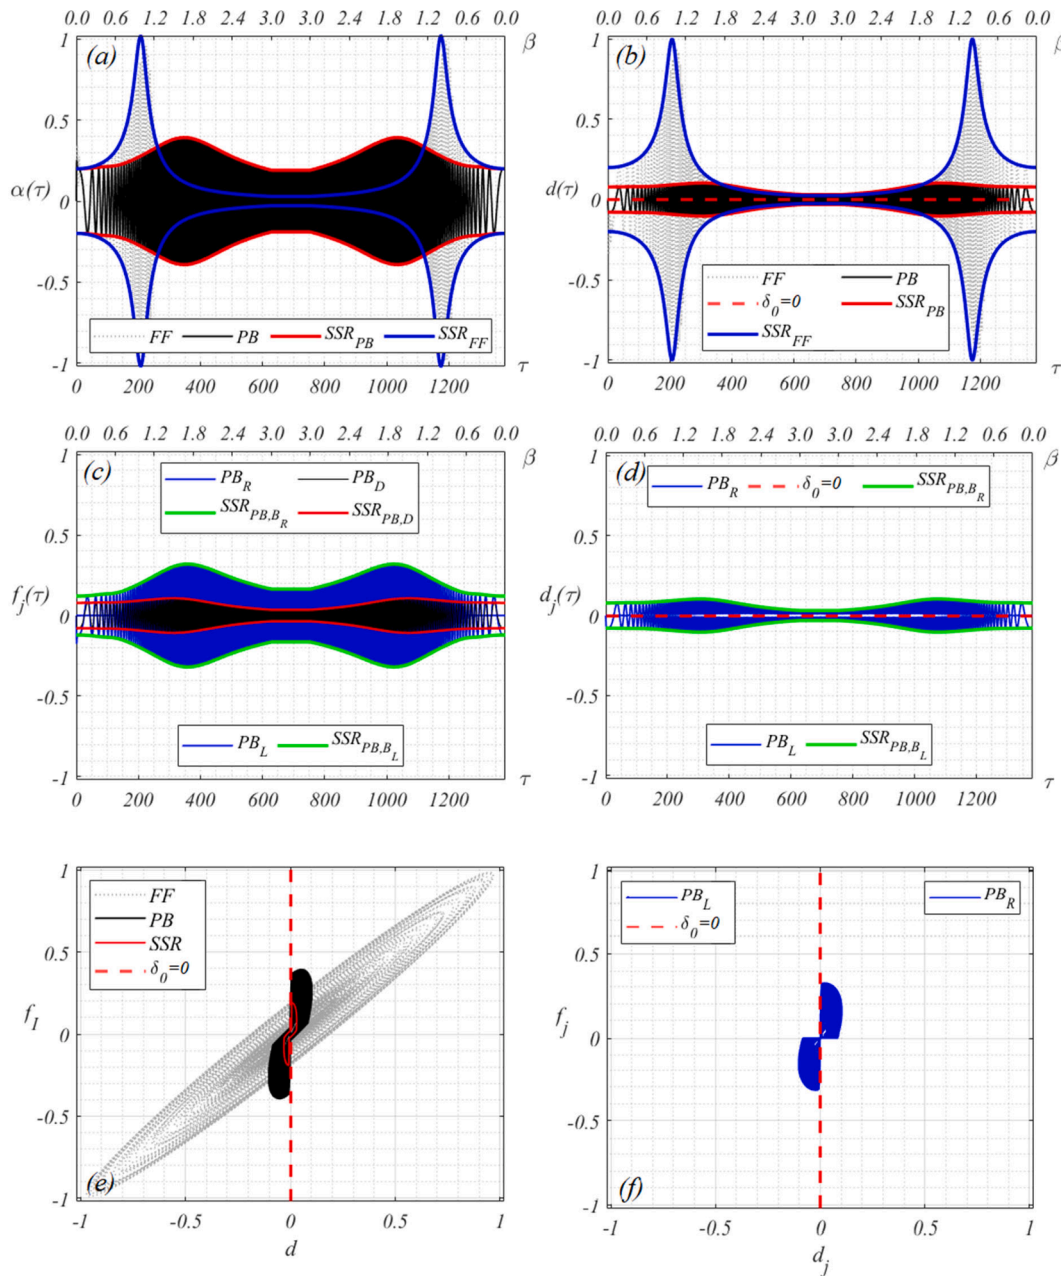 0.0 0.6 1.2 1.8 2.4 3.0 3.0 2.4 1.8 1.2 0.6 0.0
β
(a)
1
0.5
α(τ)
0
-0.5
-1
FF PB SSR_PB SSR_FF
0 200 400 600 800 1000 1200
τ
0.0 0.6 1.2 1.8 2.4 3.0 3.0 2.4 1.8 1.2 0.6 0.0
β
(b)
1
0.5
d(τ)
0
-0.5
-1
FF PB
δ_0=0 SSR_PB
SSR_FF
0 200 400 600 800 1000 1200
τ
0.0 0.6 1.2 1.8 2.4 3.0 3.0 2.4 1.8 1.2 0.6 0.0
β
(c)
PB_R PB_D
SSR_PB,B_R SSR_PB,D
1
0.5
f_j(τ)
0
-0.5
-1
PB_L SSR_PB,B_L
0 200 400 600 800 1000 1200
τ
0.0 0.6 1.2 1.8 2.4 3.0 3.0 2.4 1.8 1.2 0.6 0.0
β
(d)
PB_R δ_0=0 SSR_PB,B_R
1
0.5
d_j(τ)
0
-0.5
-1
PB_L SSR_PB,B_L
0 200 400 600 800 1000 1200
τ
FF
PB
SSR
δ_0=0
1
0.5
f_I
0
-0.5
-1
(e)
-1 -0.5 0 0.5 1
d
PB_L
δ_0=0
PB_R
1
0.5
f_j
0
-0.5
-1
(f)
-1 -0.5 0 0.5 1
d_j